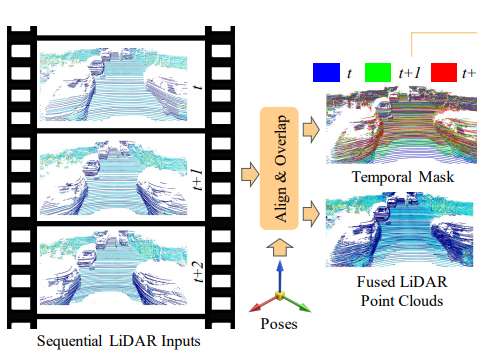 t
t+1
t+2
Sequential LiDAR Inputs
Align & Overlap
Poses
t
t+1
t+
Temporal Mask
Fused LiDAR
Point Clouds